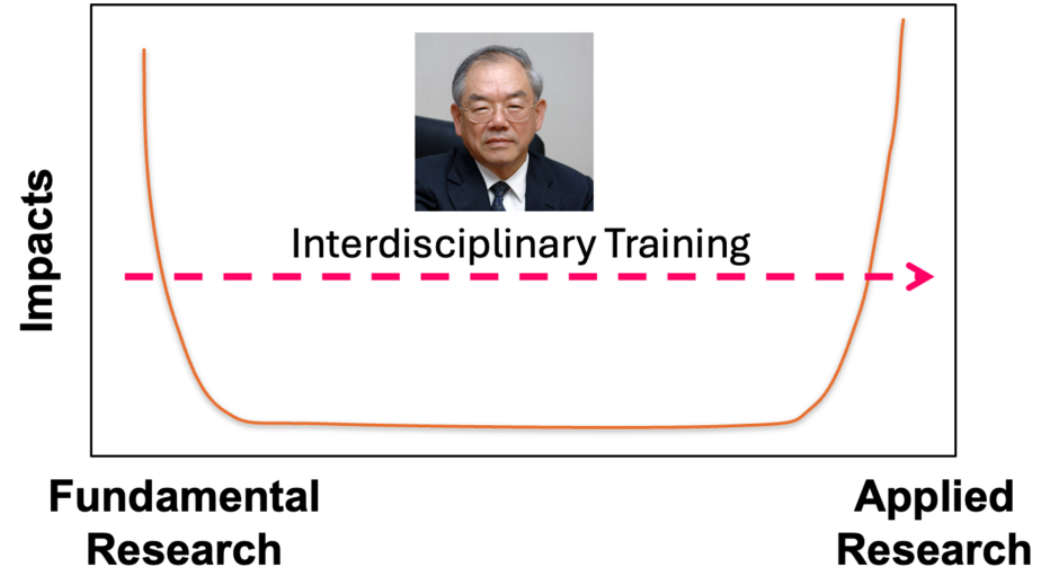 Impacts
Interdisciplinary Training
Fundamental
Research
Applied
Research